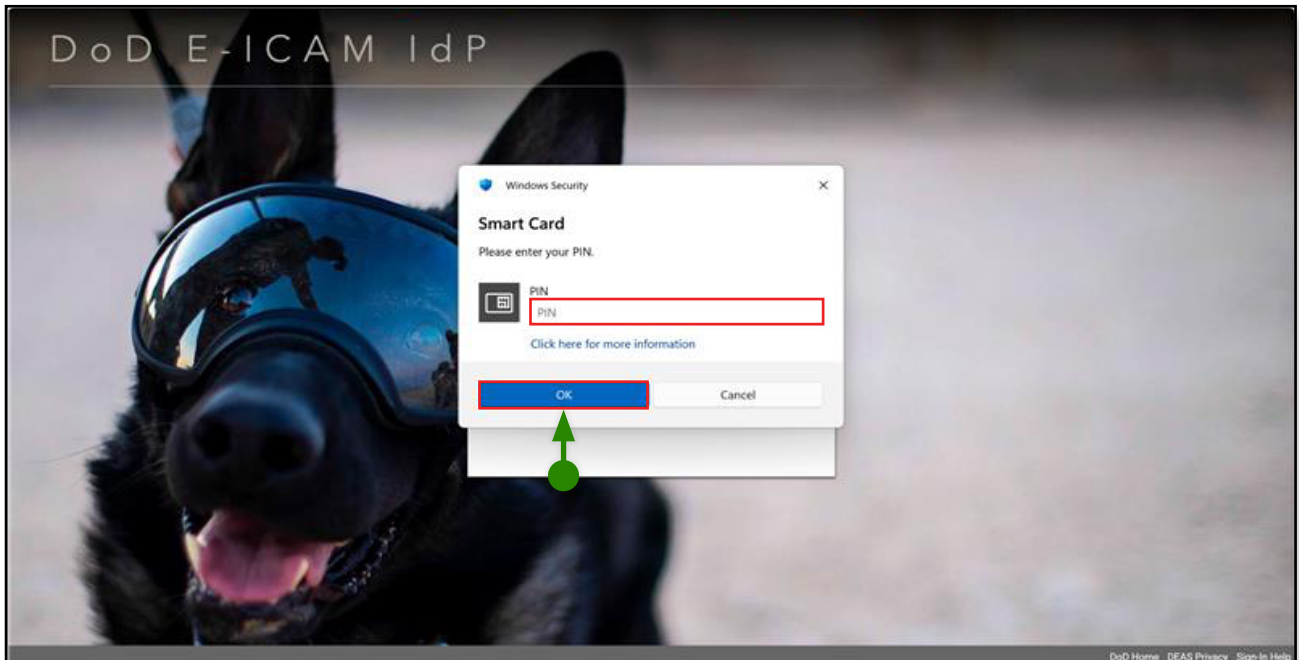 DoD E-ICAM IdP
Windows Security
Smart Card
Please enter your PIN.
PIN
PIN
Click here for more information
OK
Cancel
DoD Home DEAS Privacy Sign-In Help